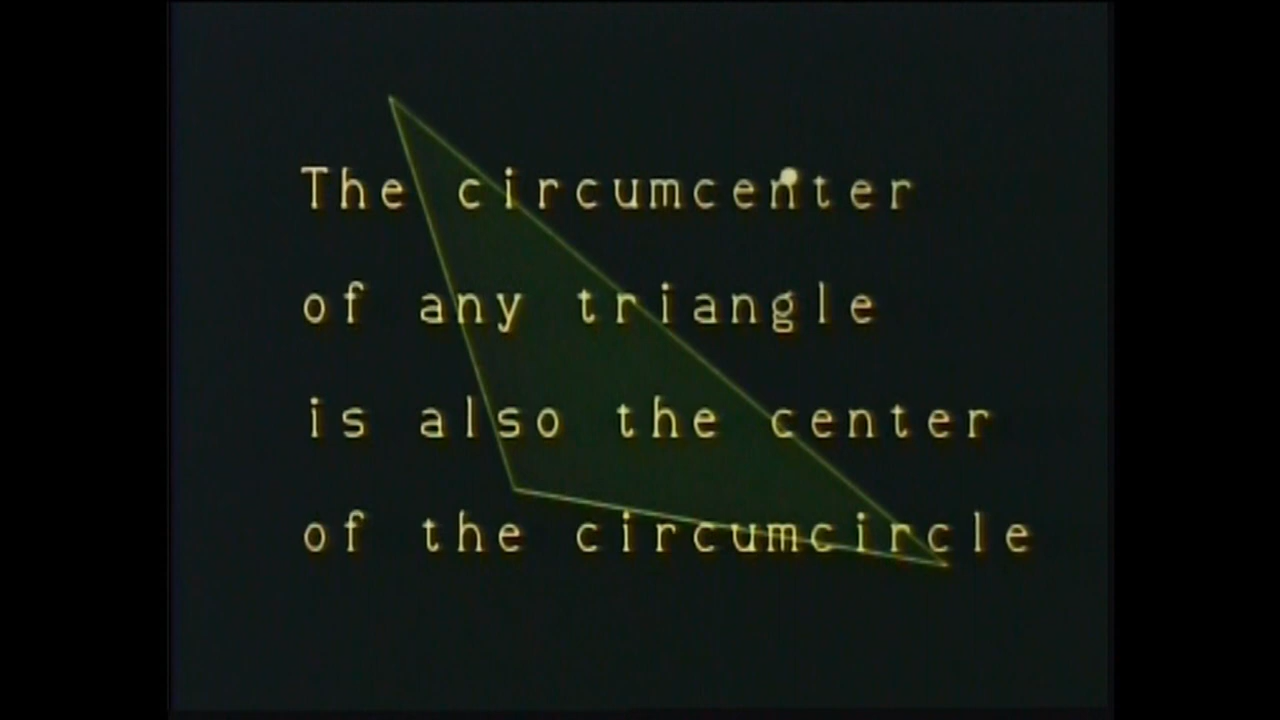 The circumcenter
of any triangle
is also the center
of the circumcircle